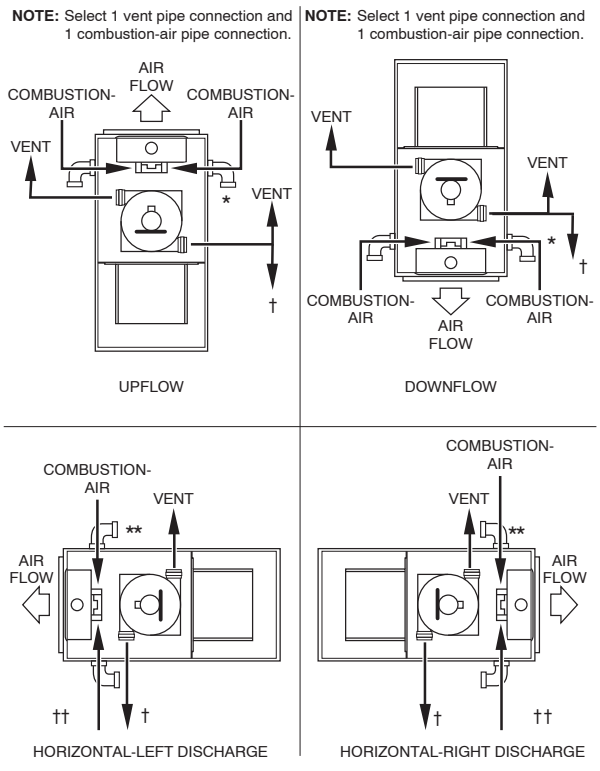 NOTE: Select 1 vent pipe connection and
1 combustion-air pipe connection.
AIR
FLOW
COMBUSTION-
AIR
COMBUSTION-
AIR
VENT
*
VENT
†
UPFLOW
NOTE: Select 1 vent pipe connection and
1 combustion-air pipe connection.
VENT
VENT
*
†
COMBUSTION-
AIR
COMBUSTION-
AIR
AIR
FLOW
DOWNFLOW
COMBUSTION-
AIR
VENT
**
AIR
FLOW
††
†
HORIZONTAL-LEFT DISCHARGE
COMBUSTION-
AIR
VENT
**
AIR
FLOW
†
††
HORIZONTAL-RIGHT DISCHARGE